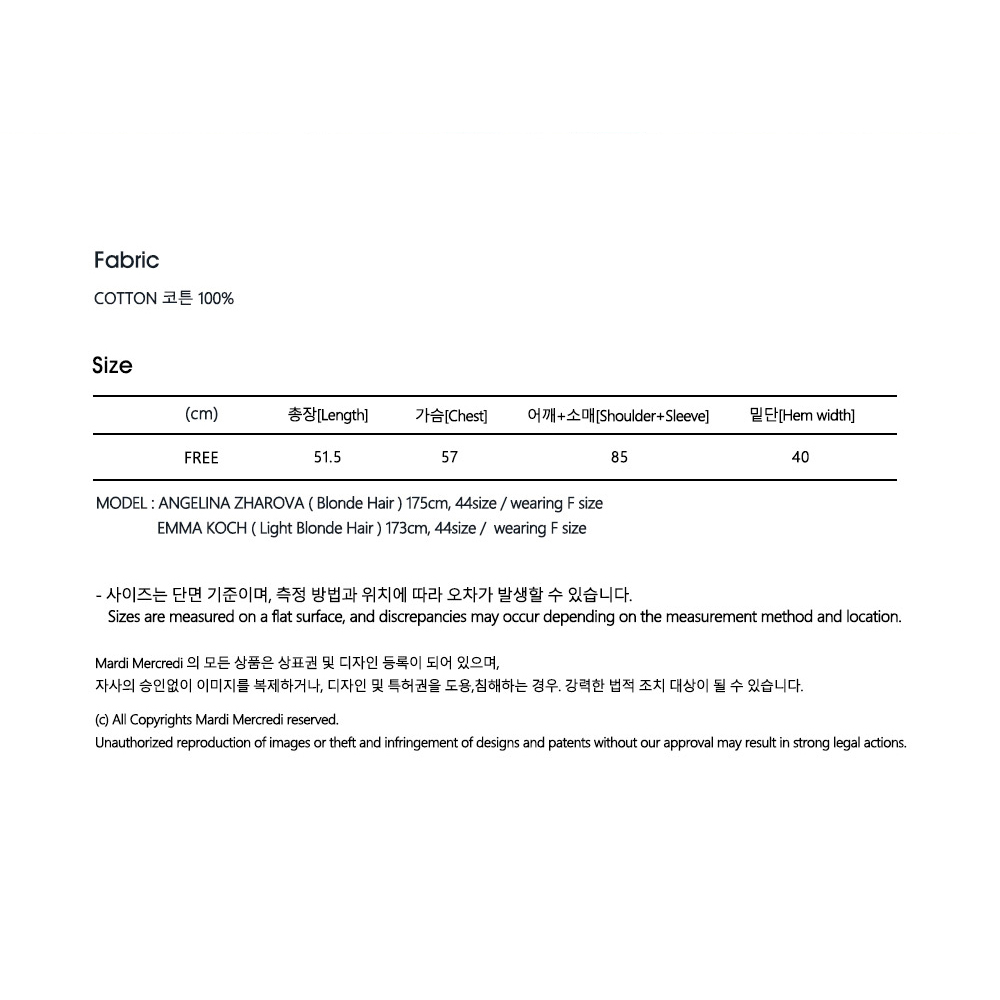 Fabric
COTTON 코튼 100%
Size
(cm) 총장[Length] 가슴[Chest] 어깨+소매[Shoulder+Sleeve] 밑단[Hem width]
FREE 51.5 57 85 40
MODEL : ANGELINA ZHAROVA ( Blonde Hair ) 175cm, 44size / wearing F size
EMMA KOCH ( Light Blonde Hair ) 173cm, 44size / wearing F size
- 사이즈는 단면 기준이며, 측정 방법과 위치에 따라 오차가 발생할 수 있습니다.
Sizes are measured on a flat surface, and discrepancies may occur depending on the measurement method and location.
Mardi Mercredi 의 모든 상품은 상표권 및 디자인 등록이 되어 있으며,
자사의 승인없이 이미지를 복제하거나, 디자인 및 특허권을 도용,침해하는 경우. 강력한 법적 조치 대상이 될 수 있습니다.
(c) All Copyrights Mardi Mercredi reserved.
Unauthorized reproduction of images or theft and infringement of designs and patents without our approval may result in strong legal actions.